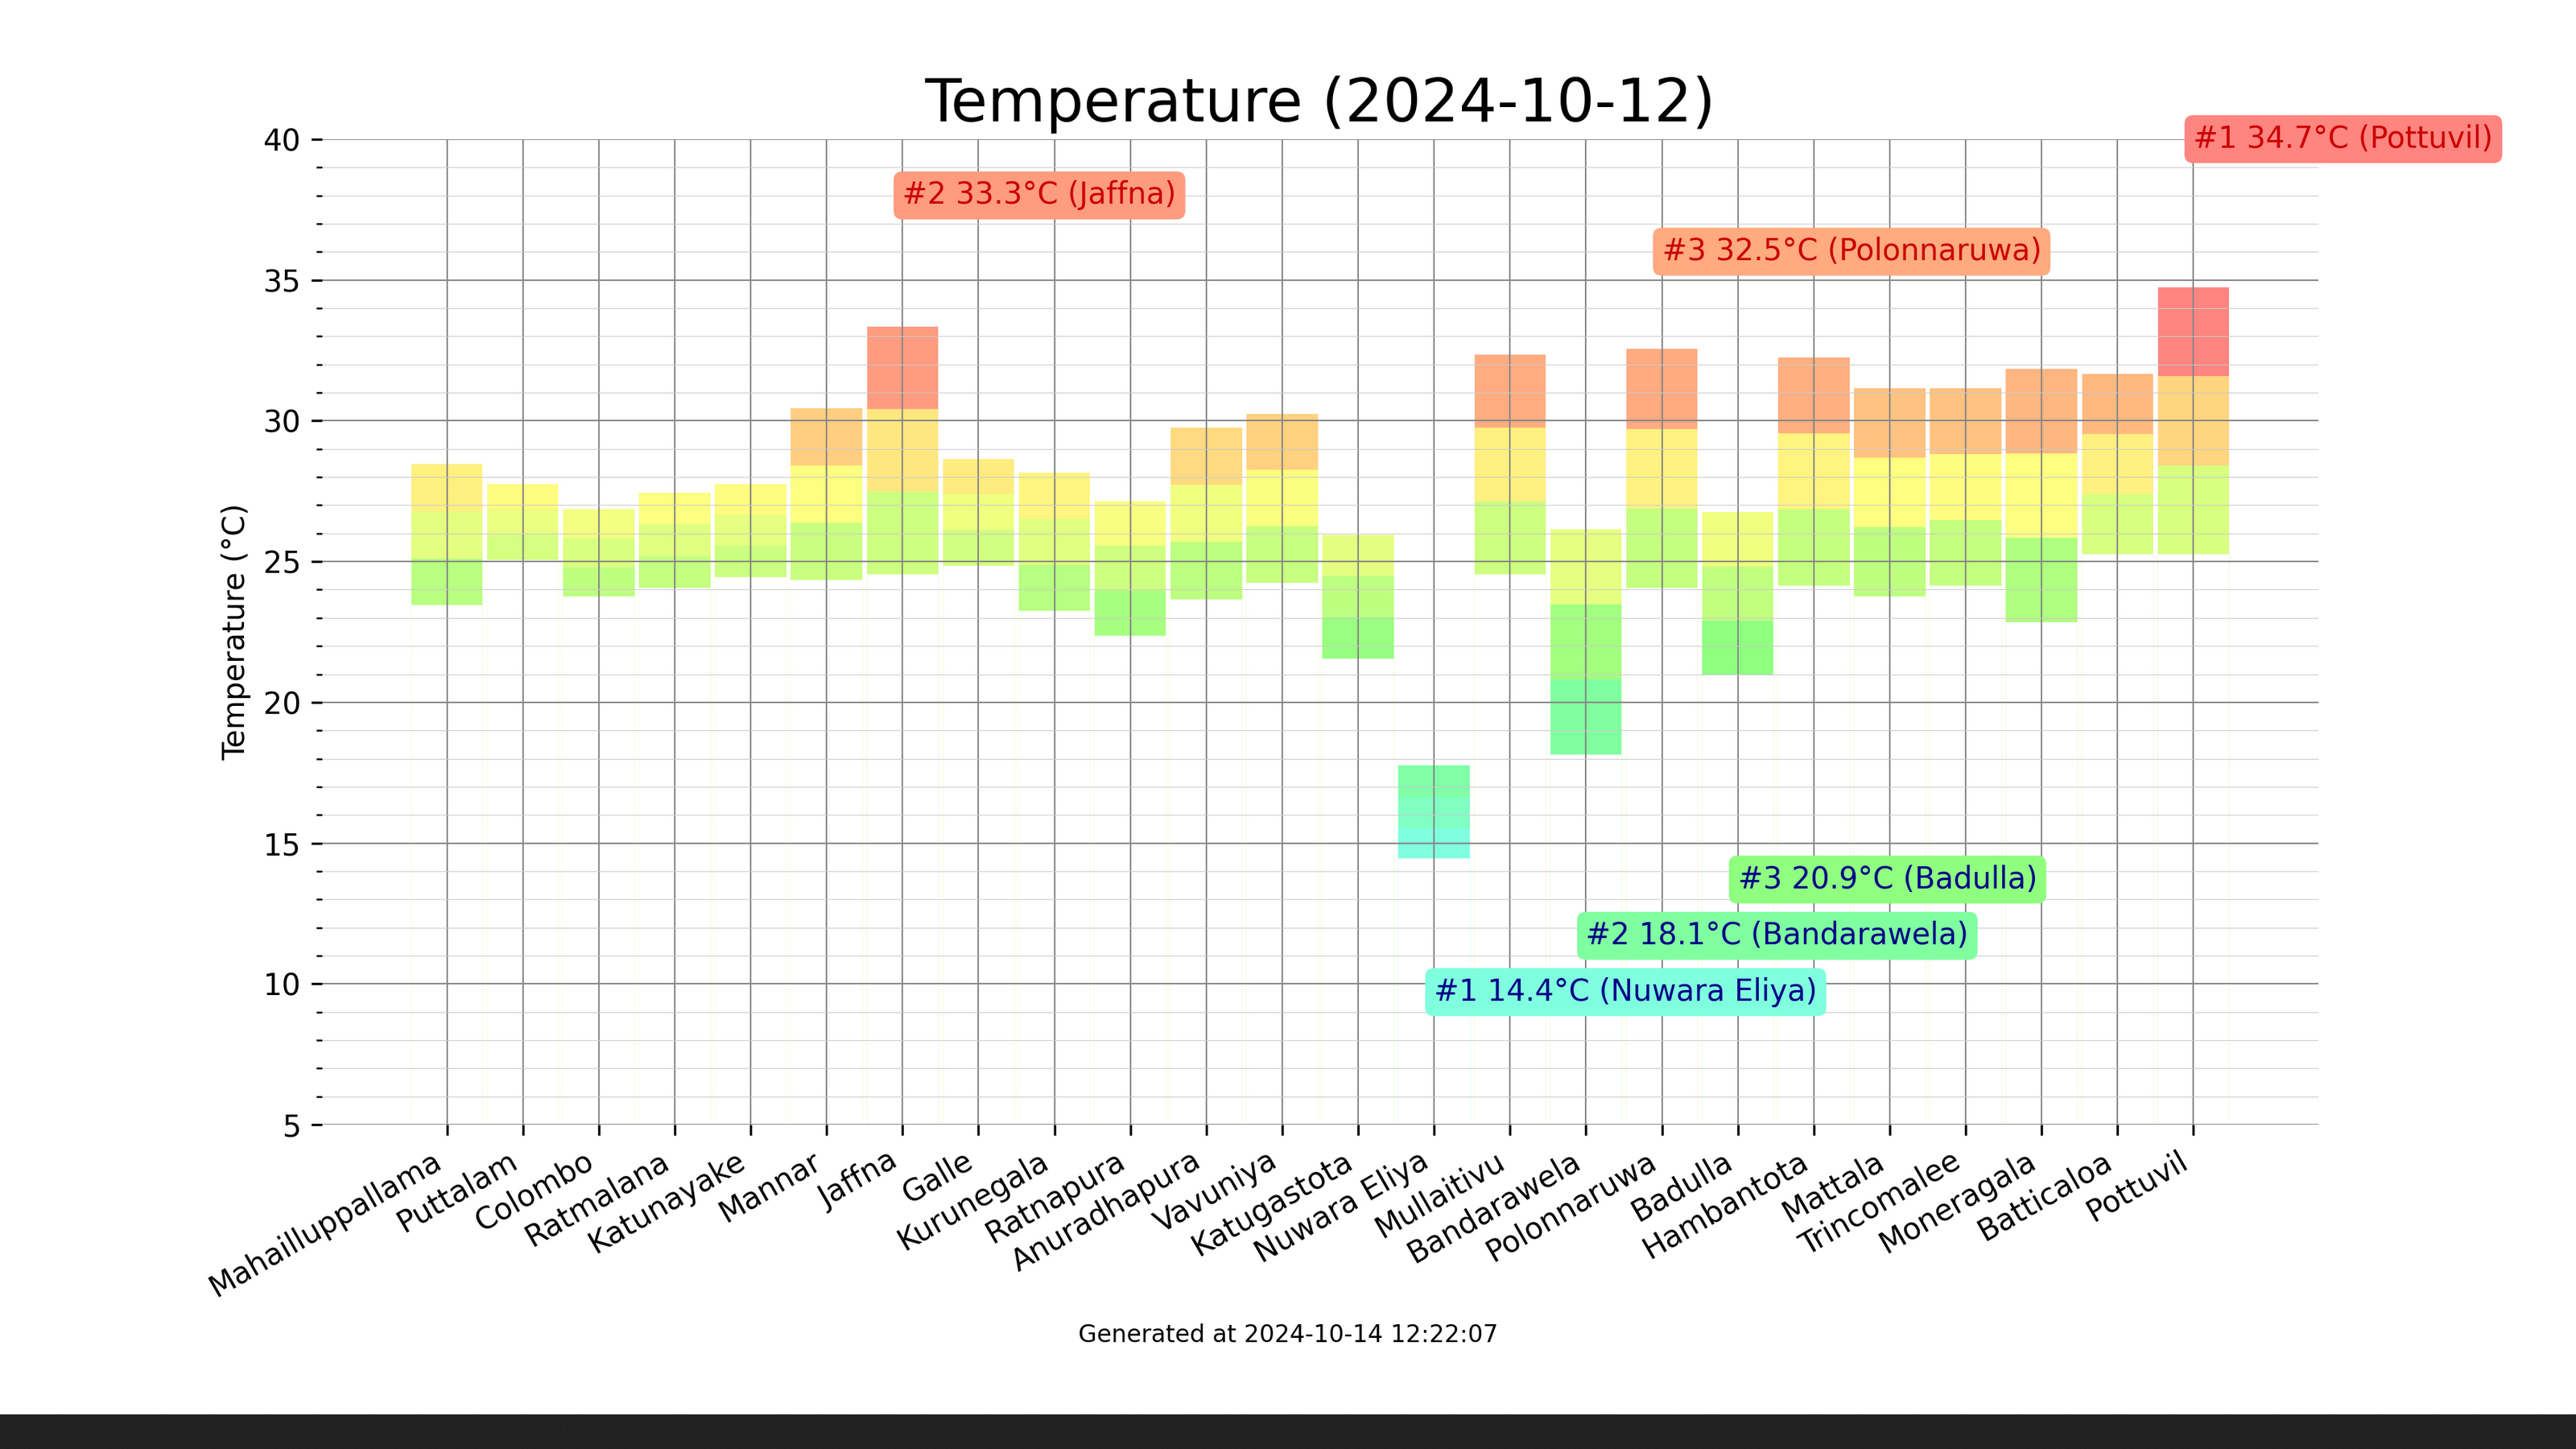 Temperature (2024-10-12)
#1 34.7°C (Pottuvil)
#2 33.3°C (Jaffna)
#3 32.5°C (Polonnaruwa)
#3 20.9°C (Badulla)
#2 18.1°C (Bandarawela)
#1 14.4°C (Nuwara Eliya)
Temperature (°C)
40
35
30
25
20
15
10
5
Mahailluppallama
Puttalam
Colombo
Ratmalana
Katunayake
Mannar
Jaffna
Galle
Kurunegala
Ratnapura
Anuradhapura
Vavuniya
Katugastota
Nuwara Eliya
Mullaitivu
Bandarawela
Polonnaruwa
Badulla
Hambantota
Mattala
Trincomalee
Moneragala
Batticaloa
Pottuvil
Generated at 2024-10-14 12:22:07